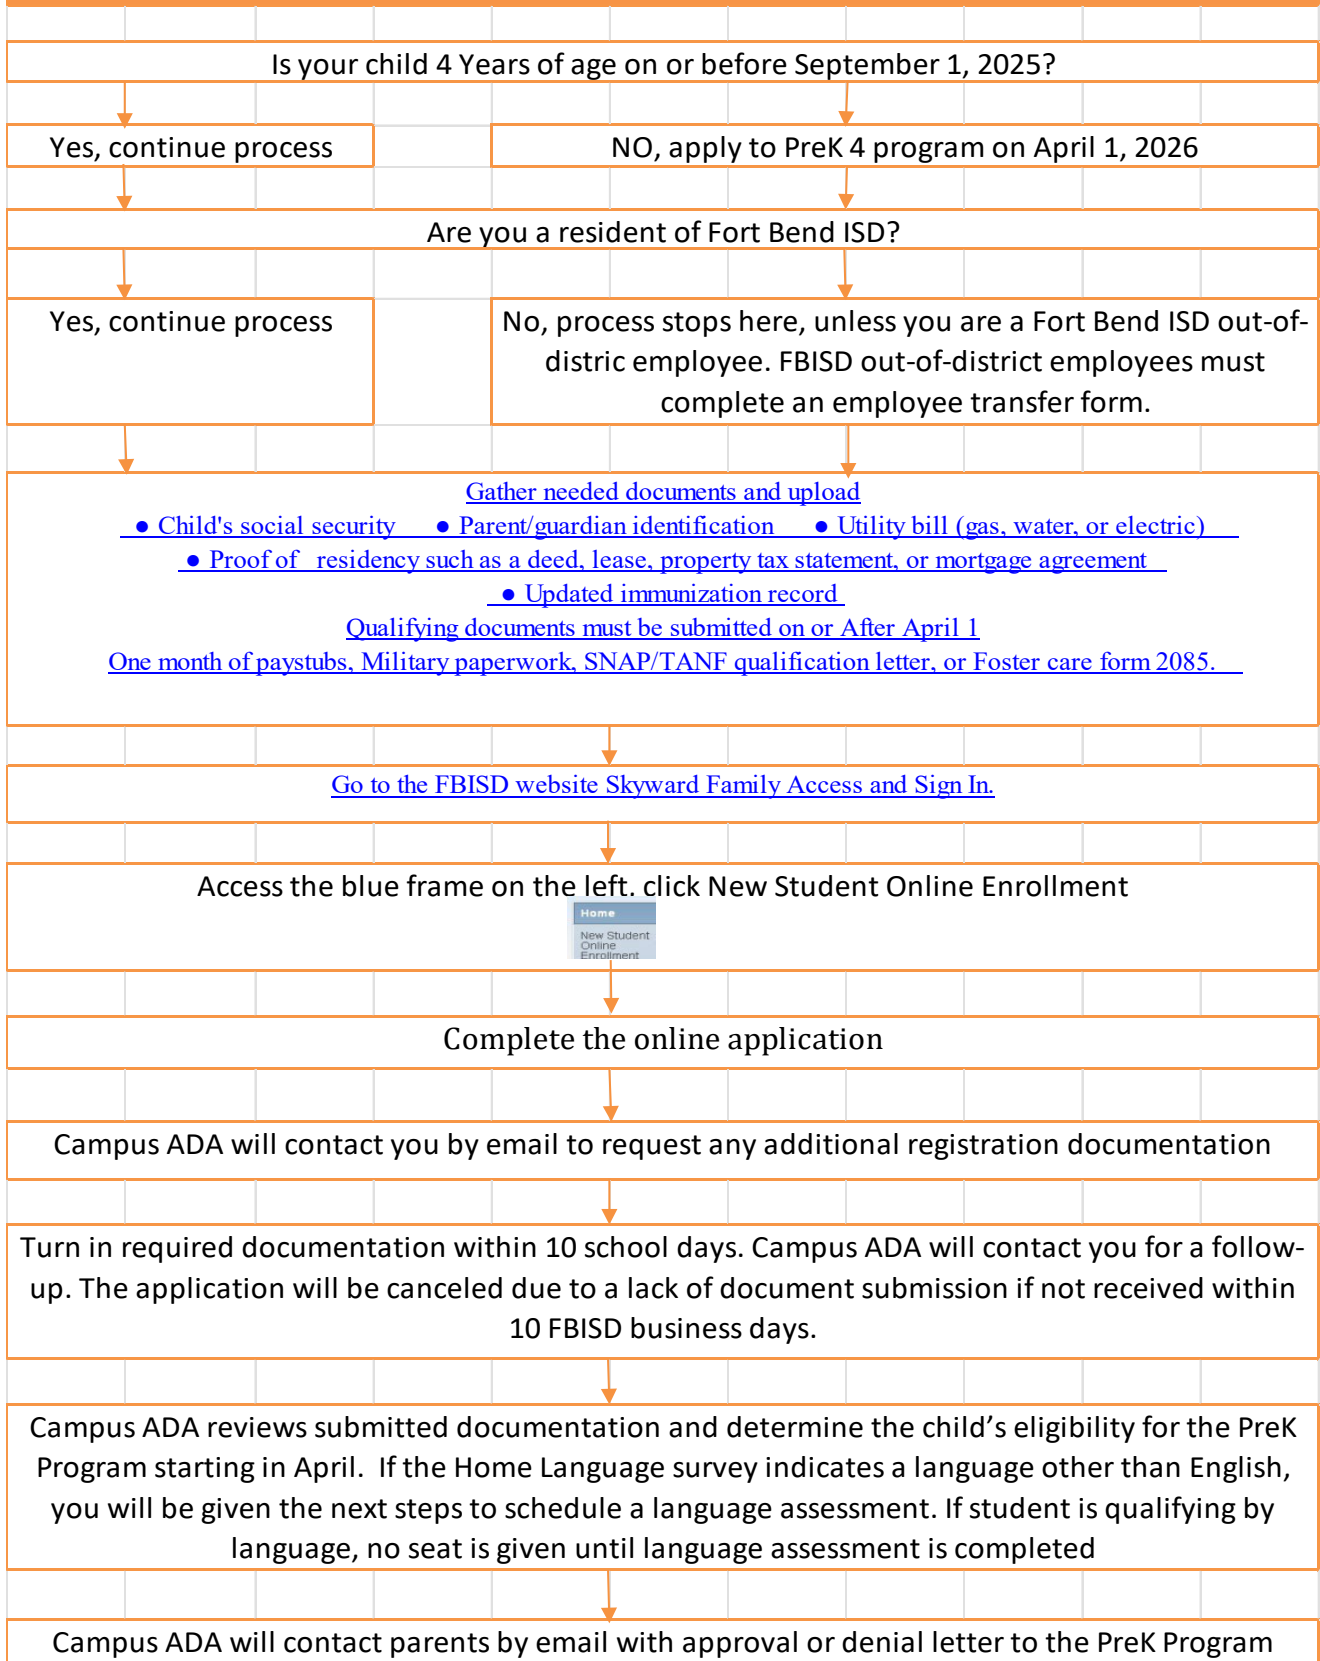 Is your child 4 Years of age on or before September 1, 2025?
Yes, continue process
NO, apply to PreK 4 program on April 1, 2026
Are you a resident of Fort Bend ISD?
Yes, continue process
No, process stops here, unless you are a Fort Bend ISD out-of-
distric employee. FBISD out-of-district employees must
complete an employee transfer form.
Gather needed documents and upload
● Child's social security ● Parent/guardian identification ● Utility bill (gas, water, or electric)
● Proof of residency such as a deed, lease, property tax statement, or mortgage agreement
● Updated immunization record
Qualifying documents must be submitted on or After April 1
One month of paystubs, Military paperwork, SNAP/TANF qualification letter, or Foster care form 2085.
Go to the FBISD website Skyward Family Access and Sign In.
Access the blue frame on the left. click New Student Online Enrollment
Home
New Student
Online
Enrollment
Complete the online application
Campus ADA will contact you by email to request any additional registration documentation
Turn in required documentation within 10 school days. Campus ADA will contact you for a follow-
up. The application will be canceled due to a lack of document submission if not received within
10 FBISD business days.
Campus ADA reviews submitted documentation and determine the child’s eligibility for the PreK
Program starting in April. If the Home Language survey indicates a language other than English,
you will be given the next steps to schedule a language assessment. If student is qualifying by
language, no seat is given until language assessment is completed
Campus ADA will contact parents by email with approval or denial letter to the PreK Program